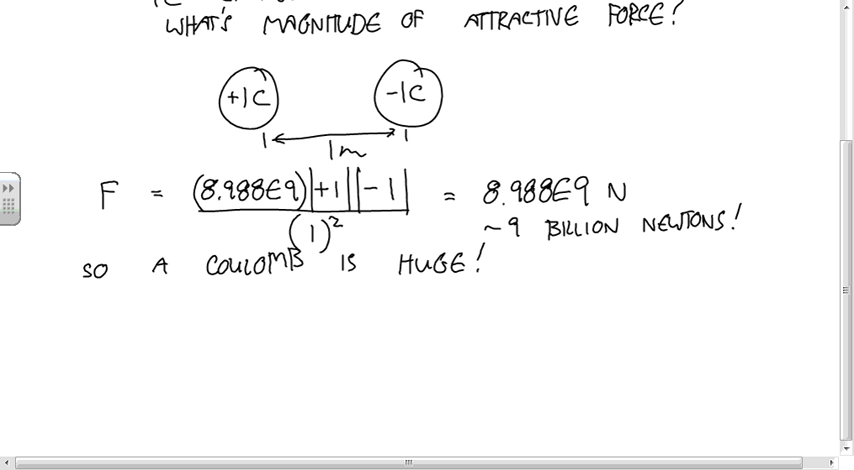 WHAT'S MAGNITUDE OF ATTRACTIVE FORCE?
+1C -1C
1m
F = (8.988E9)|+1||-1| = 8.988E9 N
(1)²
~9 BILLION NEWTONS!
SO A COULOMB IS HUGE!